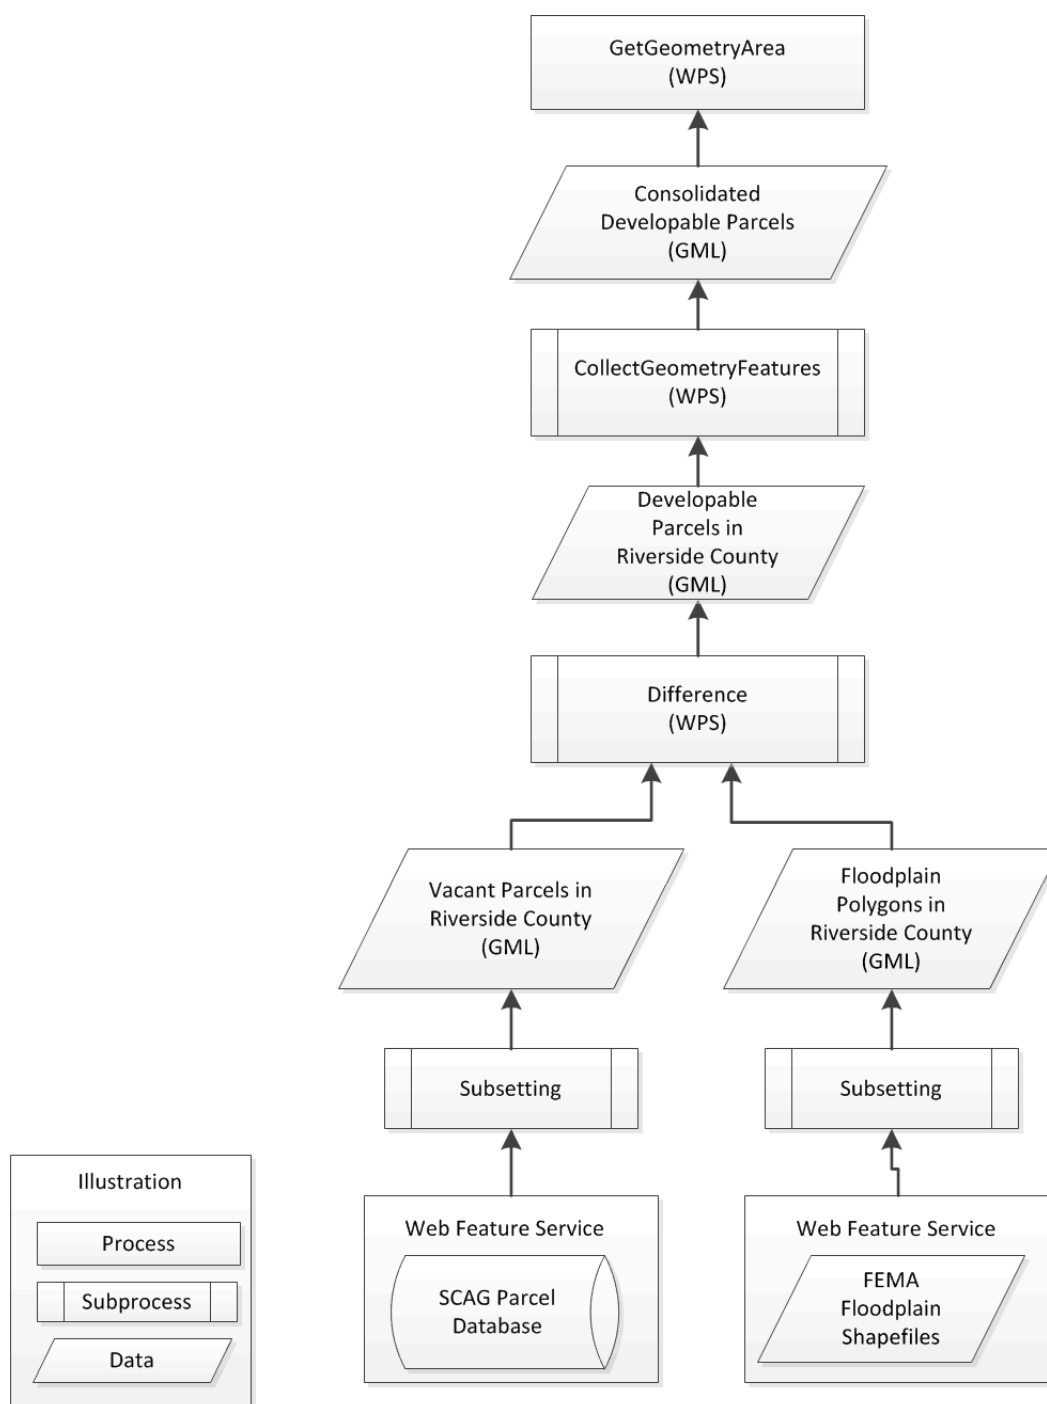 GetGeometryArea
(WPS)
Consolidated
Developable Parcels
(GML)
CollectGeometryFeatures
(WPS)
Developable
Parcels in
Riverside County
(GML)
Difference
(WPS)
Vacant Parcels in
Riverside County
(GML)
Floodplain
Polygons in
Riverside County
(GML)
Subsetting
Subsetting
Web Feature Service
SCAG Parcel
Database
Web Feature Service
FEMA
Floodplain
Shapefiles
Illustration
Process
Subprocess
Data